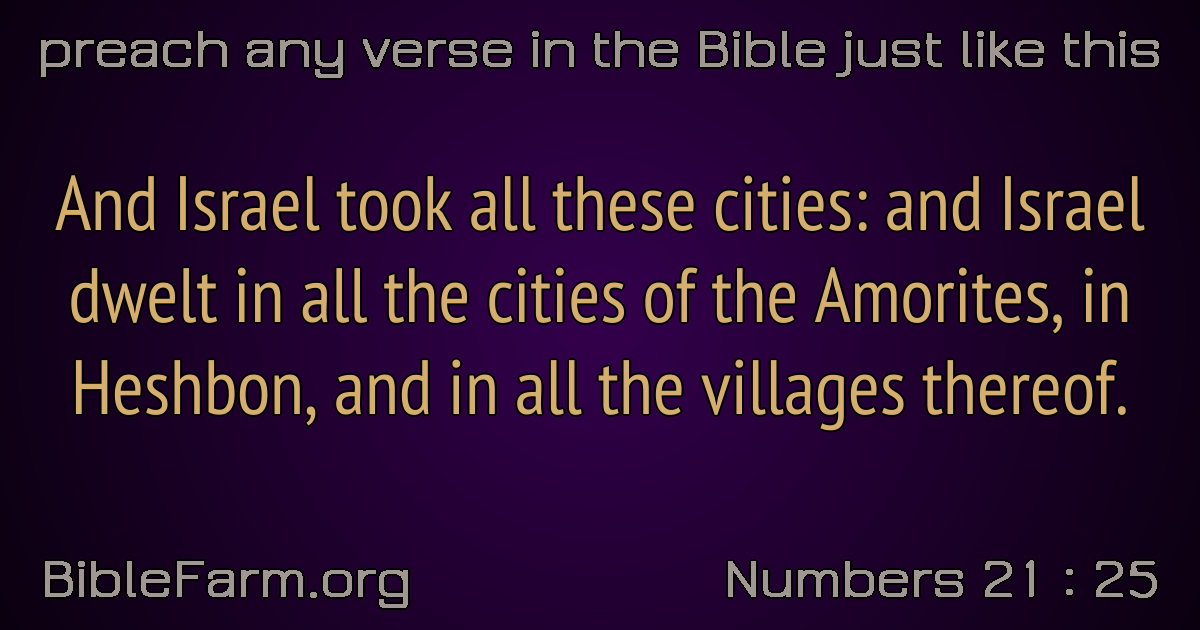 preach any verse in the Bible just like this
And Israel took all these cities: and Israel
dwelt in all the cities of the Amorites, in
Heshbon, and in all the villages thereof.
BibleFarm.org
Numbers 21 : 25